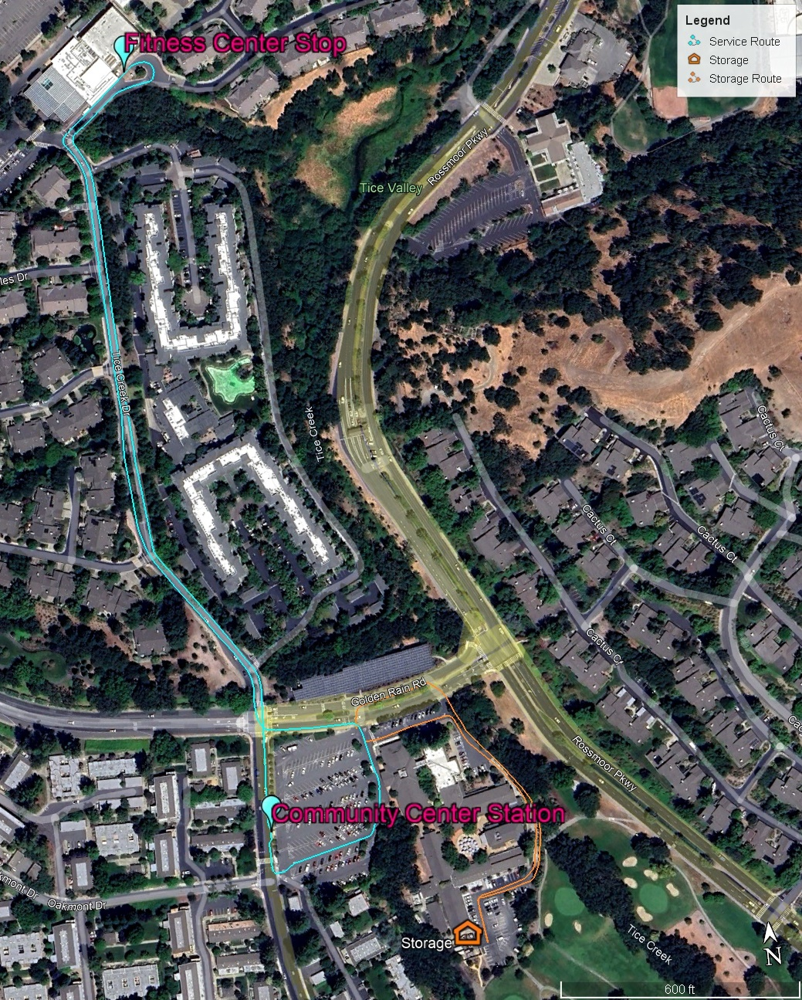 Legend
Service Route
Storage
Storage Route
Fitness Center Stop
Rossmoor Pkwy
Tice Valley
les Dr
Tice Creek Dr
Tice Creek
Cactus Ct
Cactus Ct
Cactus Ct
Cactus Ct
Golden Rain Rd
Rossmoor Pkwy
Community Center Station
Oakmont Dr
Storage
Tice Creek
N
600 ft